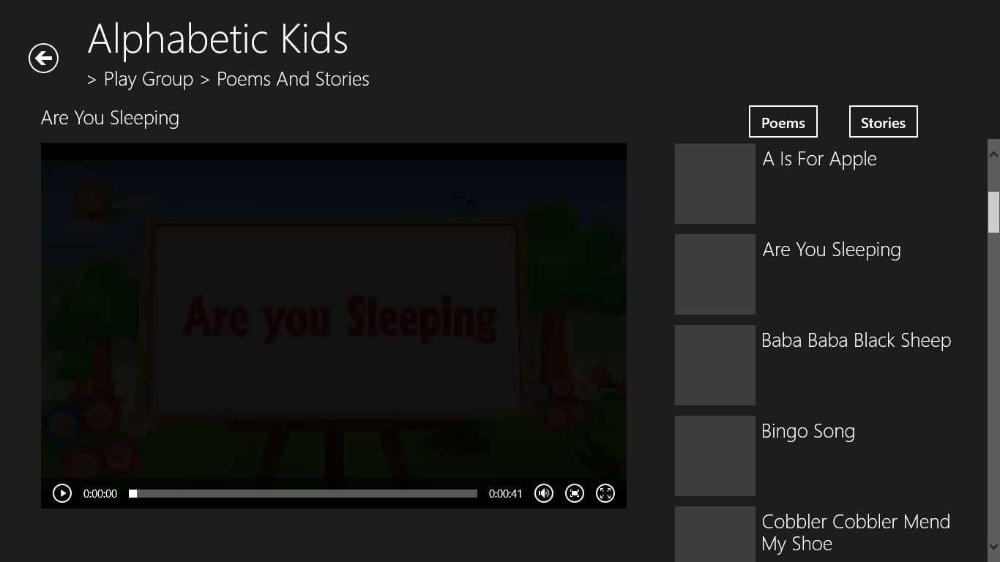 Alphabetic Kids
> Play Group > Poems And Stories
Are You Sleeping
Poems
Stories
Are you Sleeping
0:00:00
0:00:41
A Is For Apple
Are You Sleeping
Baba Baba Black Sheep
Bingo Song
Cobbler Cobbler Mend
My Shoe